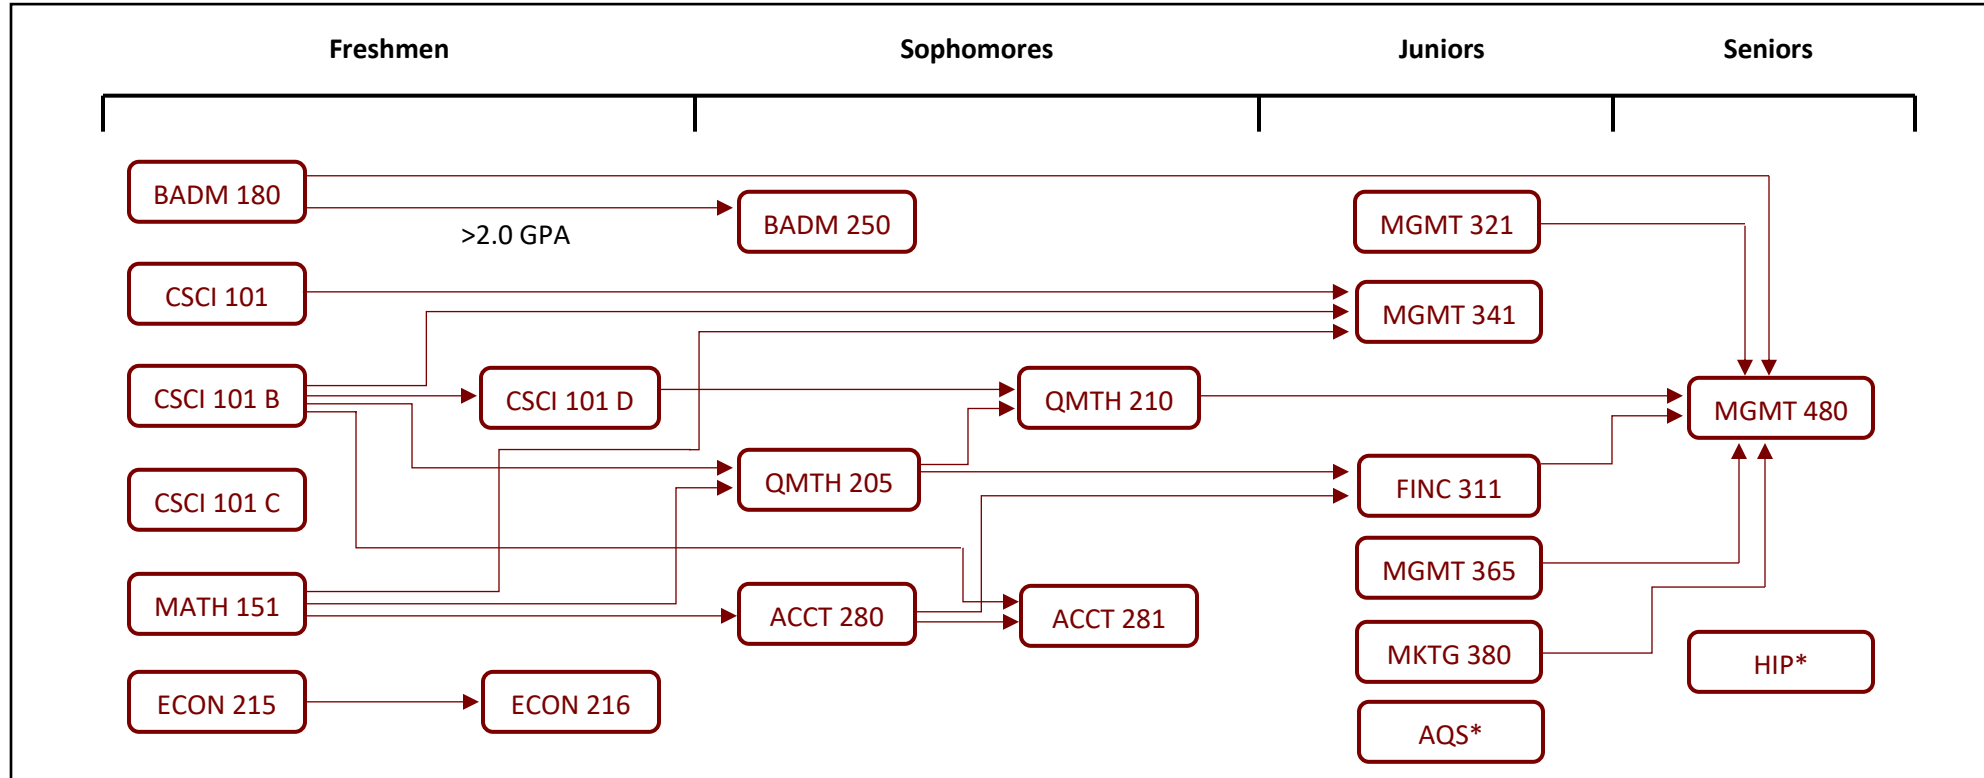 Freshmen
Sophomores
Juniors
Seniors
BADM 180
>2.0 GPA
BADM 250
MGMT 321
CSCI 101
MGMT 341
CSCI 101 B
CSCI 101 D
QMTH 210
MGMT 480
CSCI 101 C
QMTH 205
FINC 311
MGMT 365
MATH 151
ACCT 280
ACCT 281
MKTG 380
HIP*
ECON 215
ECON 216
AQS*